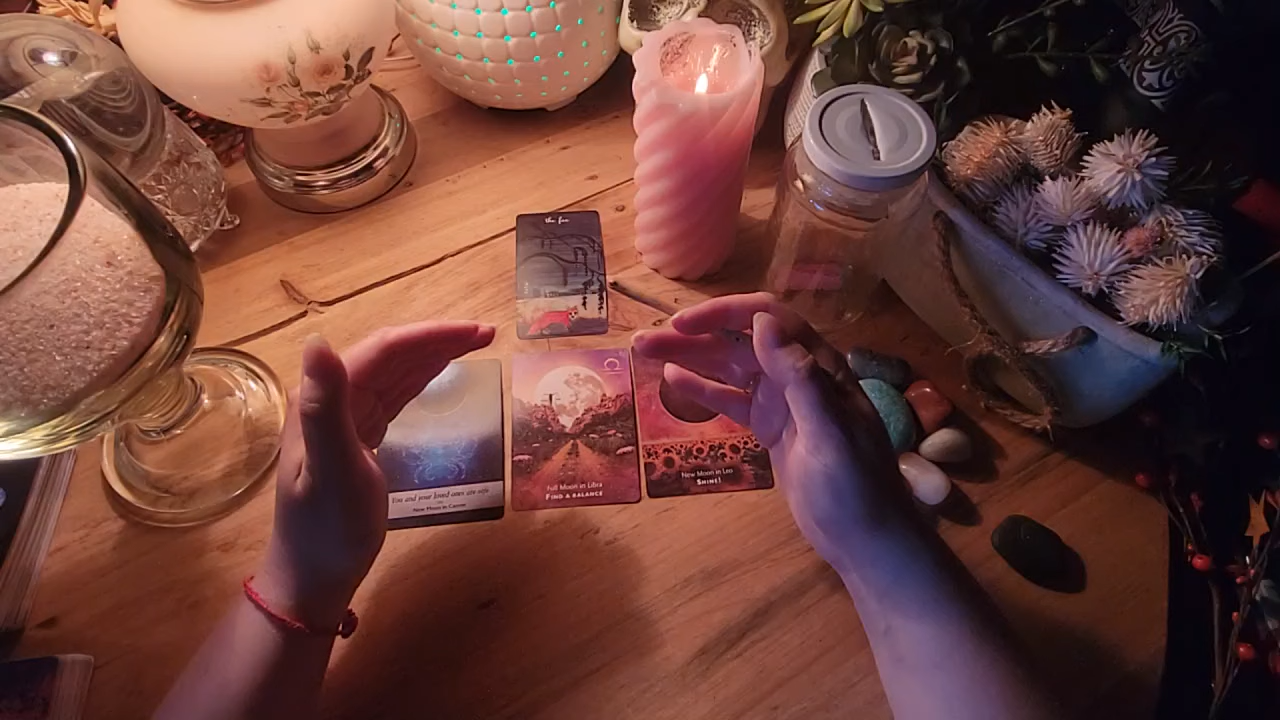 the fox
You and your loved ones are safe
New Moon in Cancer
Full Moon in Libra
FIND A BALANCE
New Moon in Leo
SHINE!